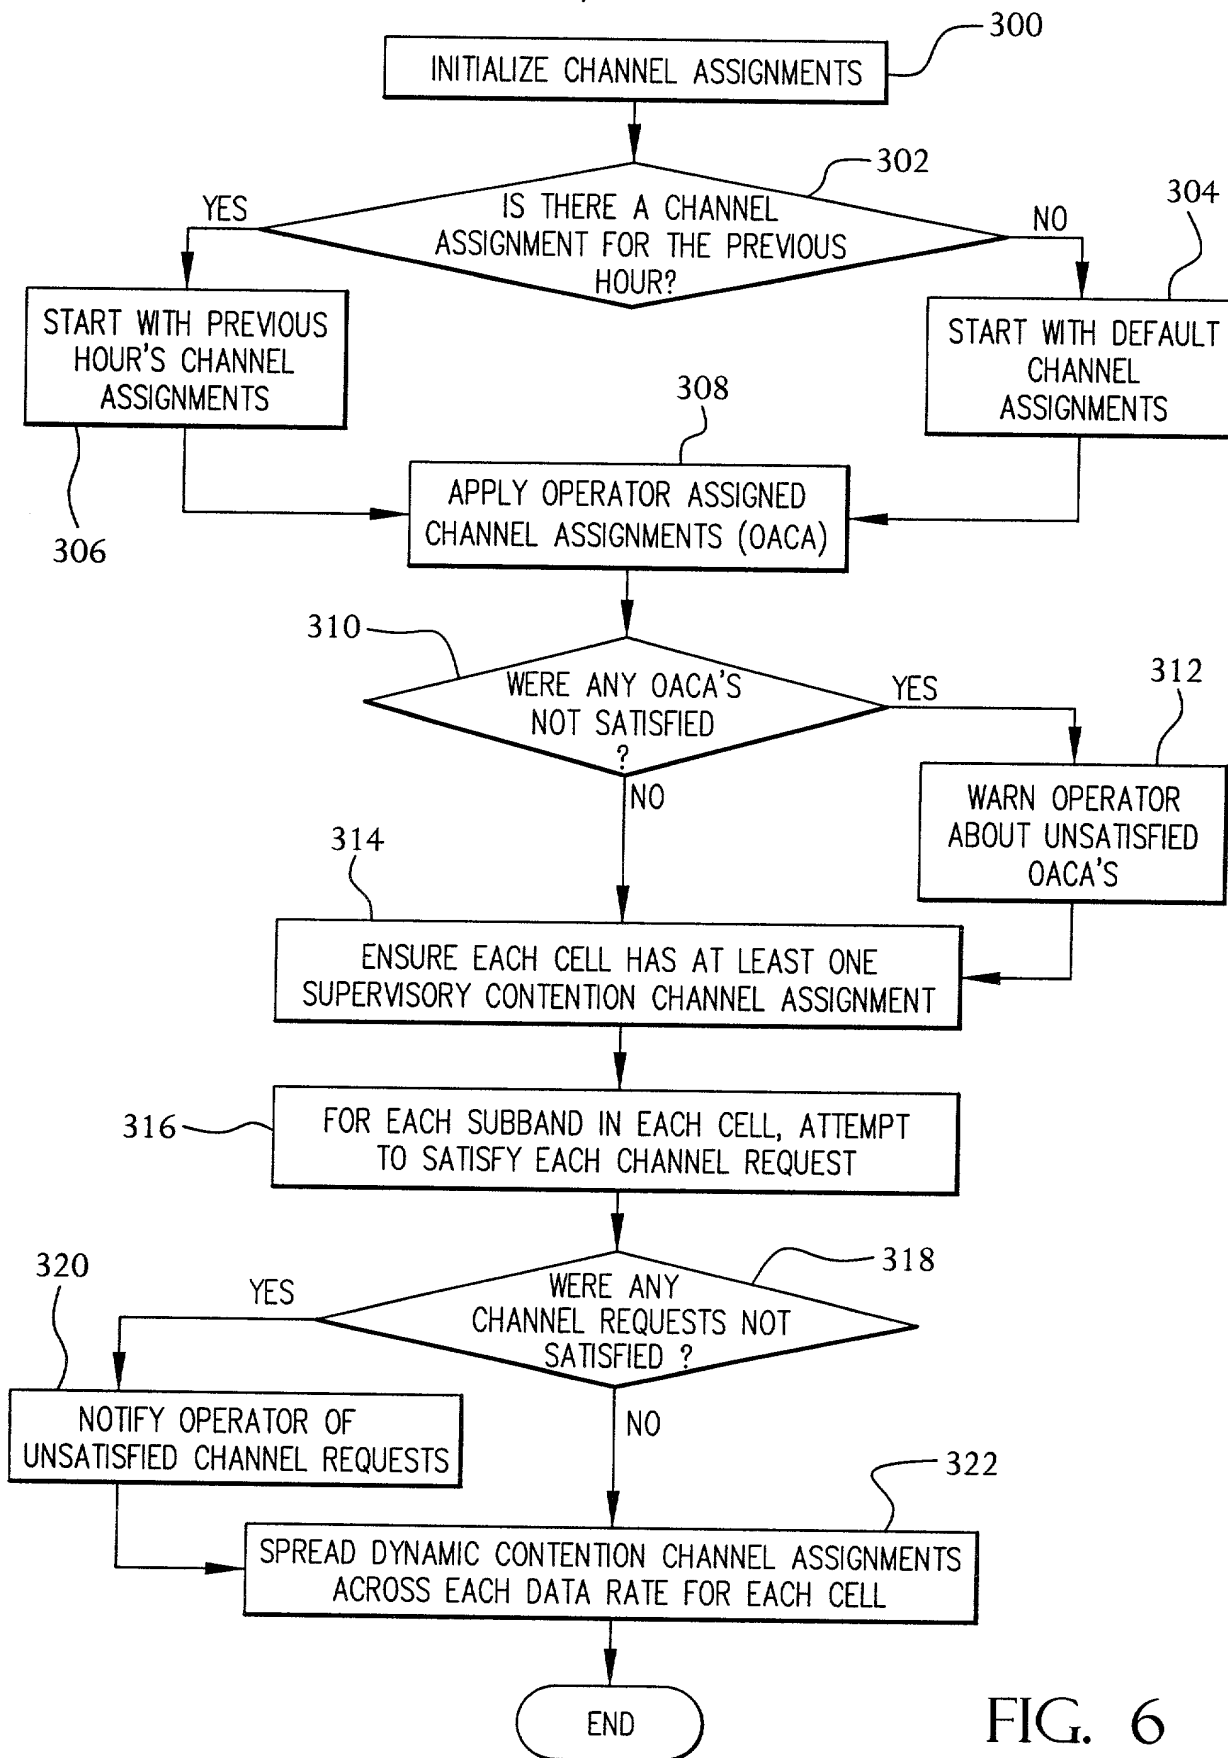 300
INITIALIZE CHANNEL ASSIGNMENTS
302
IS THERE A CHANNEL
ASSIGNMENT FOR THE PREVIOUS
HOUR?
YES
NO
304
START WITH PREVIOUS
HOUR'S CHANNEL
ASSIGNMENTS
306
START WITH DEFAULT
CHANNEL
ASSIGNMENTS
308
APPLY OPERATOR ASSIGNED
CHANNEL ASSIGNMENTS (OACA)
310
WERE ANY OACA'S
NOT SATISFIED
?
YES
NO
312
WARN OPERATOR
ABOUT UNSATISFIED
OACA'S
314
ENSURE EACH CELL HAS AT LEAST ONE
SUPERVISORY CONTENTION CHANNEL ASSIGNMENT
316
FOR EACH SUBBAND IN EACH CELL, ATTEMPT
TO SATISFY EACH CHANNEL REQUEST
318
WERE ANY
CHANNEL REQUESTS NOT
SATISFIED ?
YES
NO
320
NOTIFY OPERATOR OF
UNSATISFIED CHANNEL REQUESTS
322
SPREAD DYNAMIC CONTENTION CHANNEL ASSIGNMENTS
ACROSS EACH DATA RATE FOR EACH CELL
END
FIG. 6